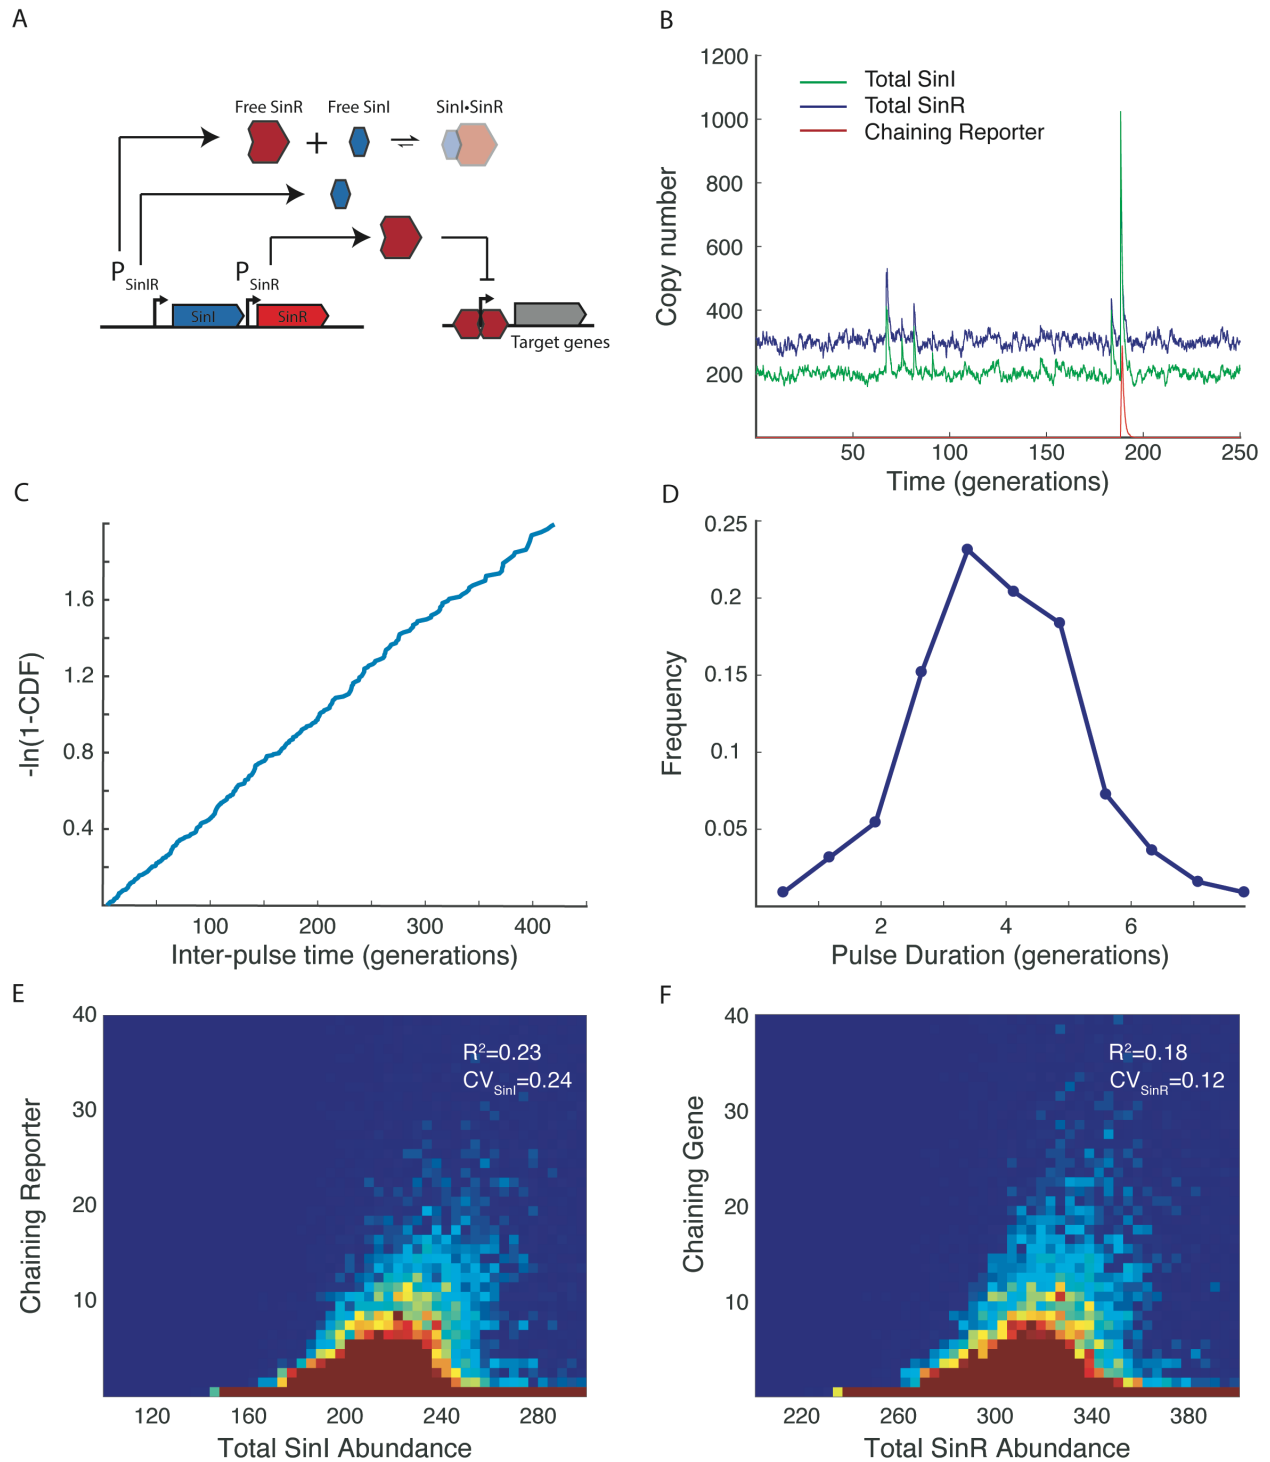 A
Free SinR
Free SinI
SinI•SinR
P SinIR
P SinR
SinI
SinR
Target genes
B
1200
1000
800
600
400
200
Copy number
Total SinI
Total SinR
Chaining Reporter
50
100
150
200
250
Time (generations)
C
1.6
1.2
0.8
0.4
-ln(1-CDF)
100
200
300
400
Inter-pulse time (generations)
D
0.25
0.2
0.15
0.1
0.05
Frequency
2
4
6
Pulse Duration (generations)
E
40
30
20
10
Chaining Reporter
R²=0.23
CV SinI=0.24
120
160
200
240
280
Total SinI Abundance
F
40
30
20
10
Chaining Gene
R²=0.18
CV SinR=0.12
220
260
300
340
380
Total SinR Abundance